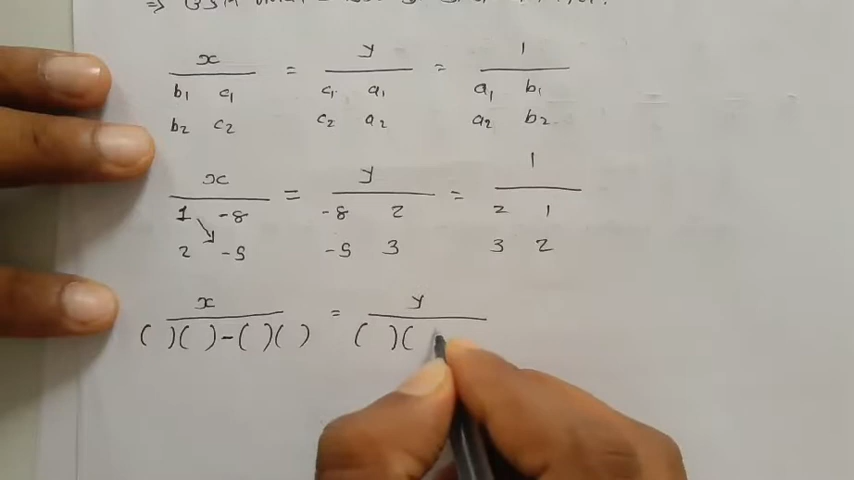 x = y = 1
b₁ c₁ c₁ a₁ a₁ b₁
b₂ c₂ c₂ a₂ a₂ b₂
x = y = 1
1 -8 -8 2 2 1
2 -5 -5 3 3 2
x = y
( )( ) - ( )( ) ( )(